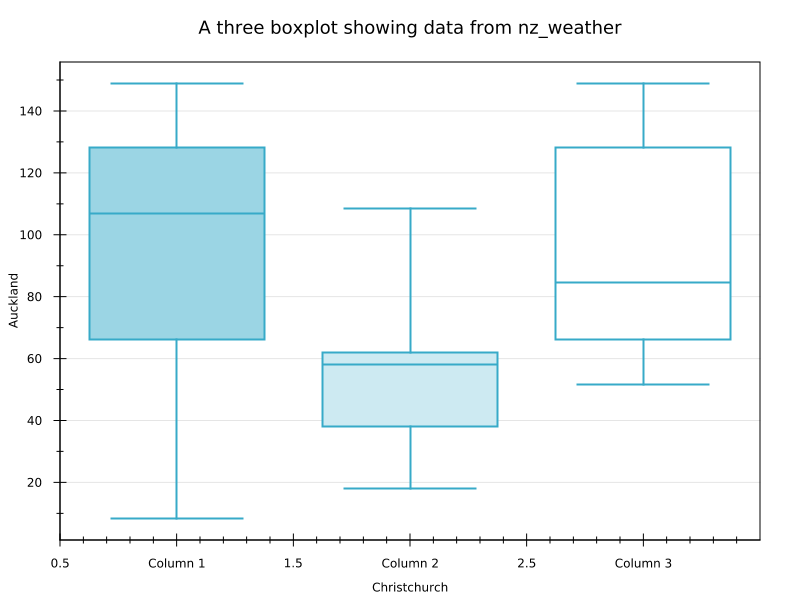 A three boxplot showing data from nz_weather
Auckland
140
120
100
80
60
40
20
0.5 Column 1 1.5 Column 2 2.5 Column 3
Christchurch